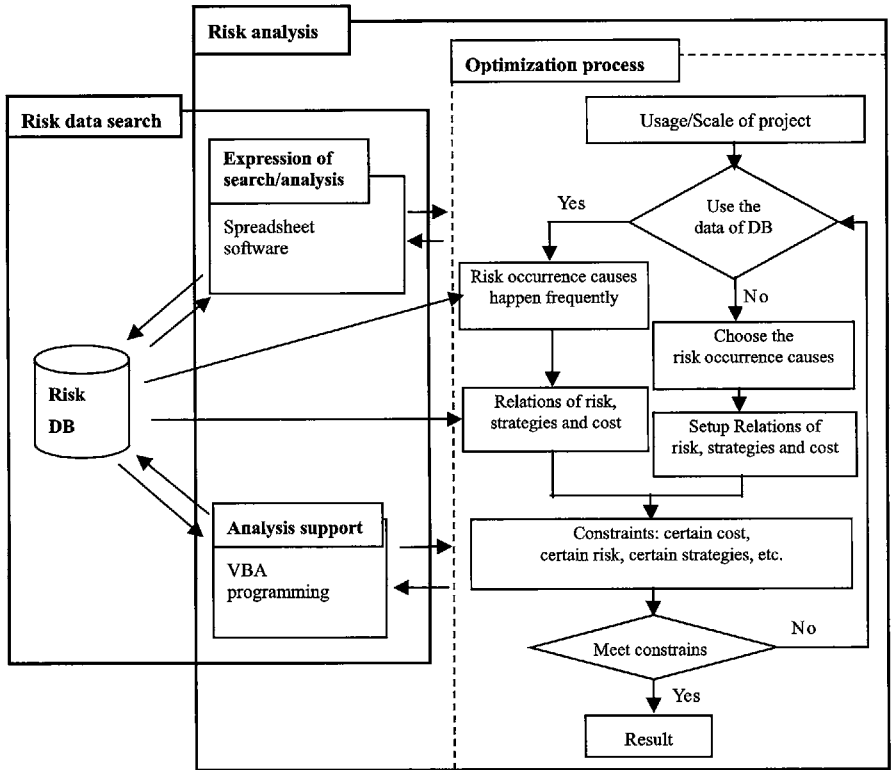 Risk analysis
Optimization process
Risk data search
Usage/Scale of project
Expression of
search/analysis
Spreadsheet
software
Yes
Use the
data of DB
No
Risk occurrence causes
happen frequently
Choose the
risk occurrence causes
Risk
DB
Relations of risk,
strategies and cost
Setup Relations of
risk, strategies and cost
Analysis support
VBA
programming
Constraints: certain cost,
certain risk, certain strategies, etc.
Meet constrains
No
Yes
Result